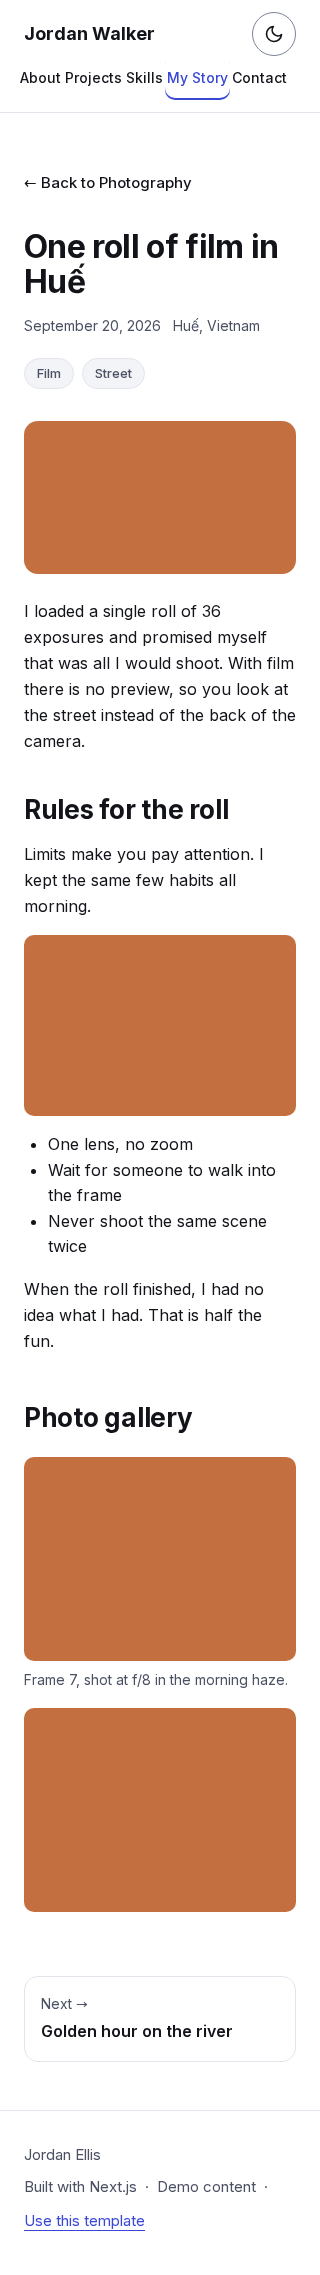 Jordan Walker
About Projects Skills My Story Contact
← Back to Photography
One roll of film in
Huế
September 20, 2026 Huế, Vietnam
Film Street
I loaded a single roll of 36
exposures and promised myself
that was all I would shoot. With film
there is no preview, so you look at
the street instead of the back of the
camera.
Rules for the roll
Limits make you pay attention. I
kept the same few habits all
morning.
• One lens, no zoom
• Wait for someone to walk into
the frame
• Never shoot the same scene
twice
When the roll finished, I had no
idea what I had. That is half the
fun.
Photo gallery
Frame 7, shot at f/8 in the morning haze.
Next →
Golden hour on the river
Jordan Ellis
Built with Next.js · Demo content ·
Use this template